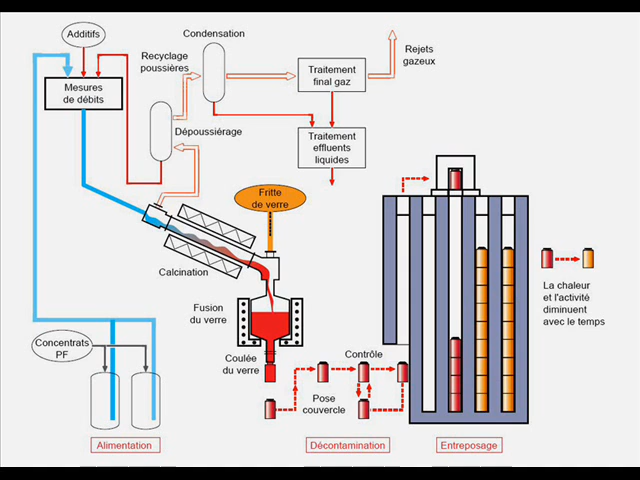 Condensation
Additifs
Recyclage
poussières
Rejets
gazeux
Traitement
final gaz
Mesures
de débits
Dépoussiérage
Traitement
effluents
liquides
Fritte
de verre
Calcination
La chaleur
et l'activité
diminuent
avec le temps
Fusion
du verre
Concentrats
PF
Coulée
du verre
Contrôle
Pose
couvercle
Alimentation
Décontamination
Entreposage